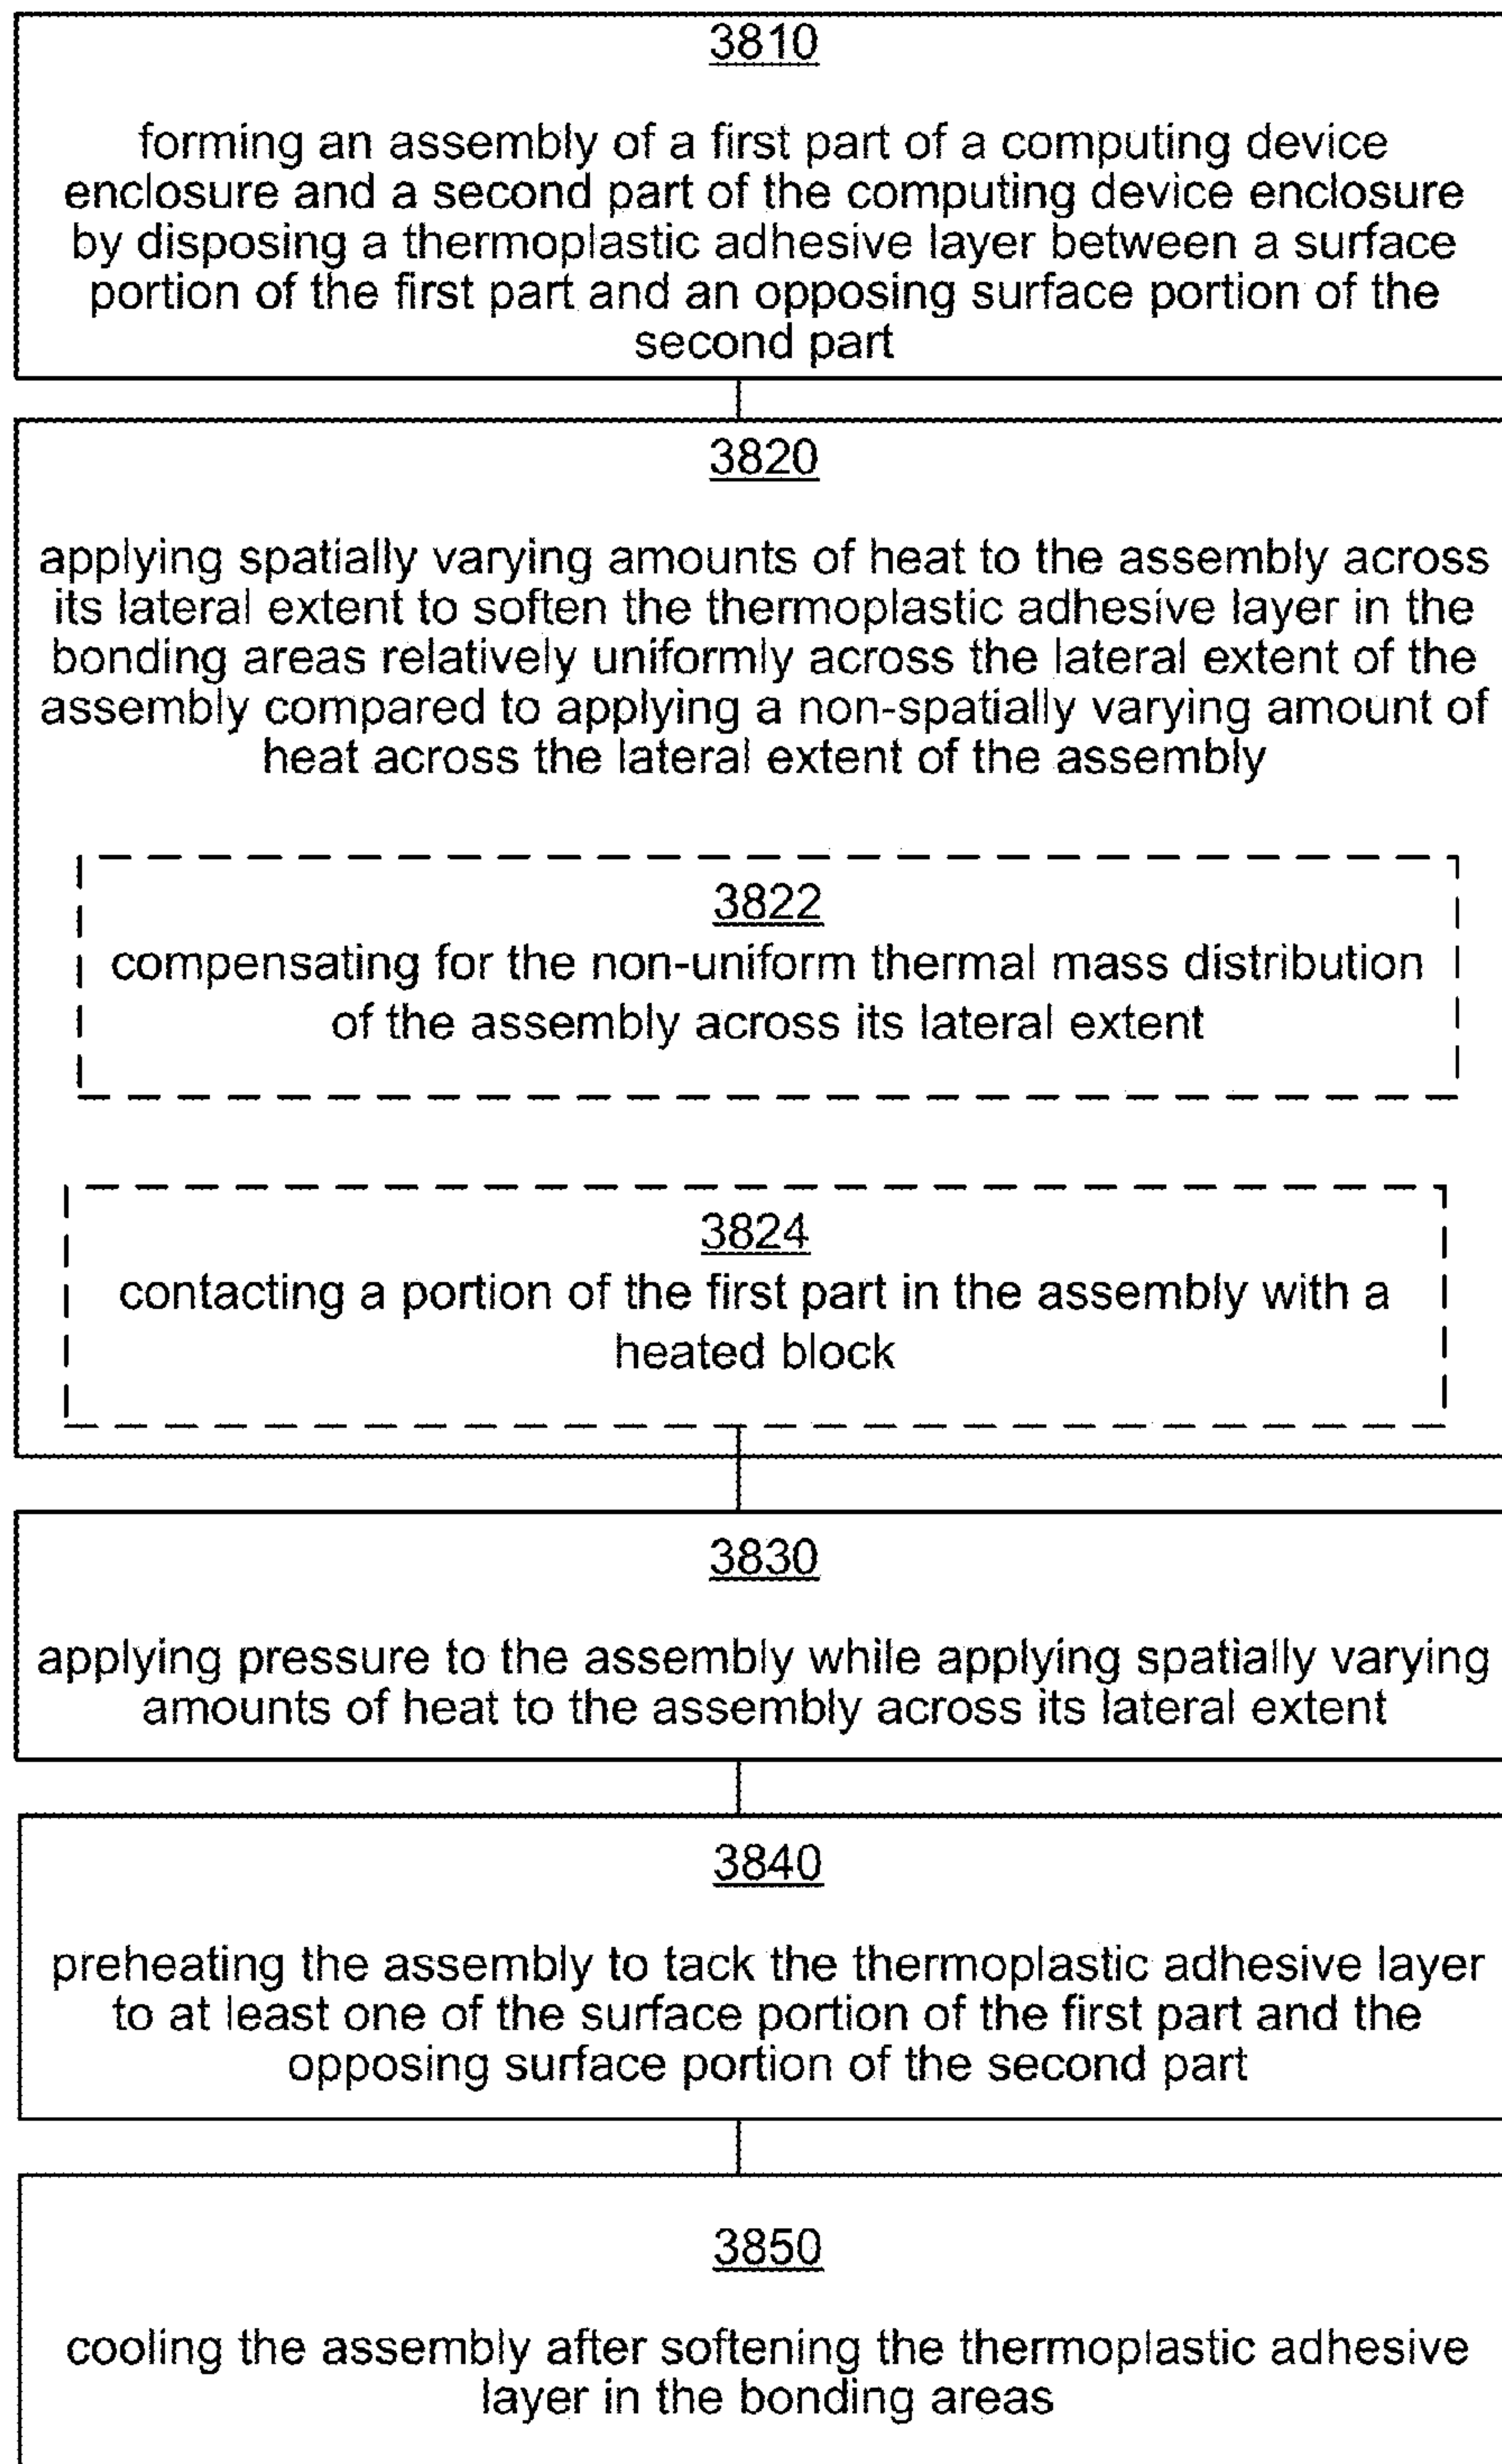 3810
forming an assembly of a first part of a computing device
enclosure and a second part of the computing device enclosure
by disposing a thermoplastic adhesive layer between a surface
portion of the first part and an opposing surface portion of the
second part
3820
applying spatially varying amounts of heat to the assembly across
its lateral extent to soften the thermoplastic adhesive layer in the
bonding areas relatively uniformly across the lateral extent of the
assembly compared to applying a non-spatially varying amount of
heat across the lateral extent of the assembly
3822
compensating for the non-uniform thermal mass distribution
of the assembly across its lateral extent
3824
contacting a portion of the first part in the assembly with a
heated block
3830
applying pressure to the assembly while applying spatially varying
amounts of heat to the assembly across its lateral extent
3840
preheating the assembly to tack the thermoplastic adhesive layer
to at least one of the surface portion of the first part and the
opposing surface portion of the second part
3850
cooling the assembly after softening the thermoplastic adhesive
layer in the bonding areas